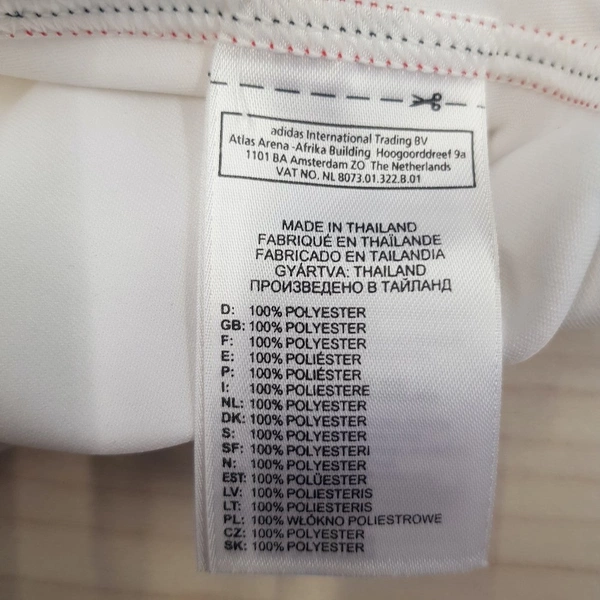 adidas International Trading BV
Atlas Arena -Afrika Building Hoogoorddreef 9a
1101 BA Amsterdam ZO The Netherlands
VAT NO. NL 8073.01.322.B.01
MADE IN THAILAND
FABRIQUÉ EN THAÏLANDE
FABRICADO EN TAILANDIA
GYÁRTVA: THAILAND
ПРОИЗВЕДЕНО В ТАЙЛАНД
D: 100% POLYESTER
GB: 100% POLYESTER
F: 100% POLYESTER
E: 100% POLIÉSTER
P: 100% POLIÉSTER
I: 100% POLIESTERE
NL: 100% POLYESTER
DK: 100% POLYESTER
S: 100% POLYESTER
SF: 100% POLYESTERI
N: 100% POLYESTER
EST: 100% POLÜESTER
LV: 100% POLIESTERIS
LT: 100% POLIESTERIS
PL: 100% WŁÓKNO POLIESTROWE
CZ: 100% POLYESTER
SK: 100% POLYESTER